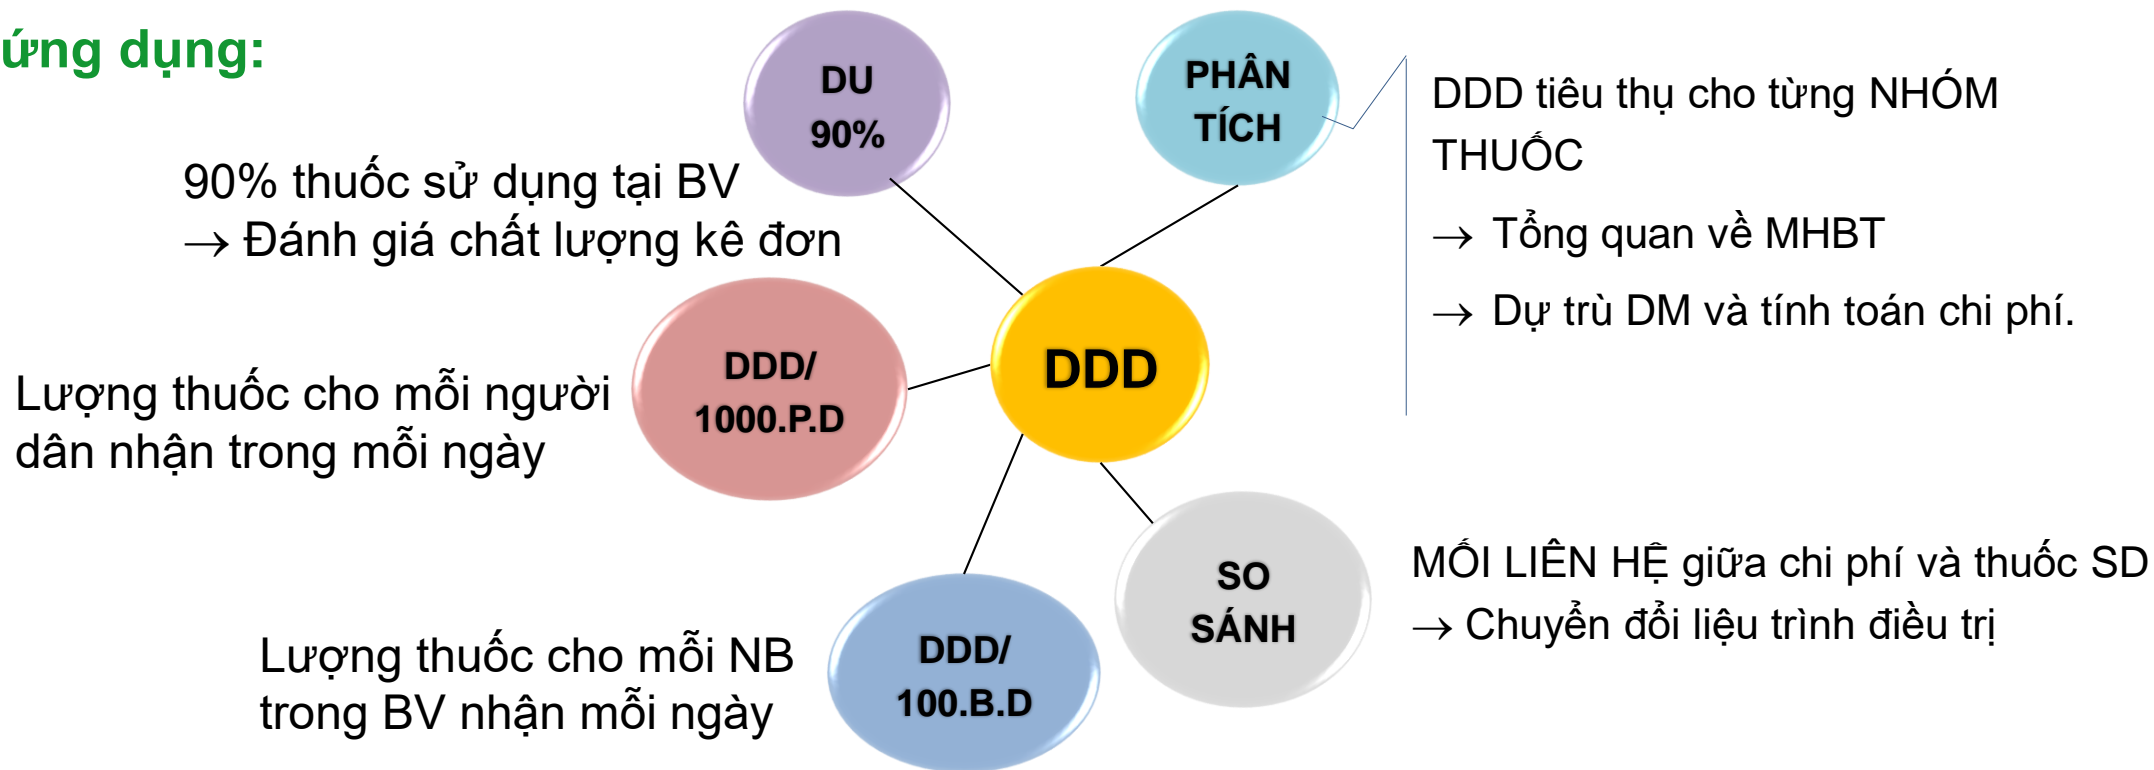 ứng dụng:
DU
90%
90% thuốc sử dụng tại BV
→ Đánh giá chất lượng kê đơn
PHÂN
TÍCH
DDD tiêu thụ cho từng NHÓM
THUỐC
→ Tổng quan về MHBT
→ Dự trù DM và tính toán chi phí.
DDD
DDD/
1000.P.D
Lượng thuốc cho mỗi người
dân nhận trong mỗi ngày
DDD/
100.B.D
Lượng thuốc cho mỗi NB
trong BV nhận mỗi ngày
SO
SÁNH
MỐI LIÊN HỆ giữa chi phí và thuốc SD
→ Chuyển đổi liệu trình điều trị